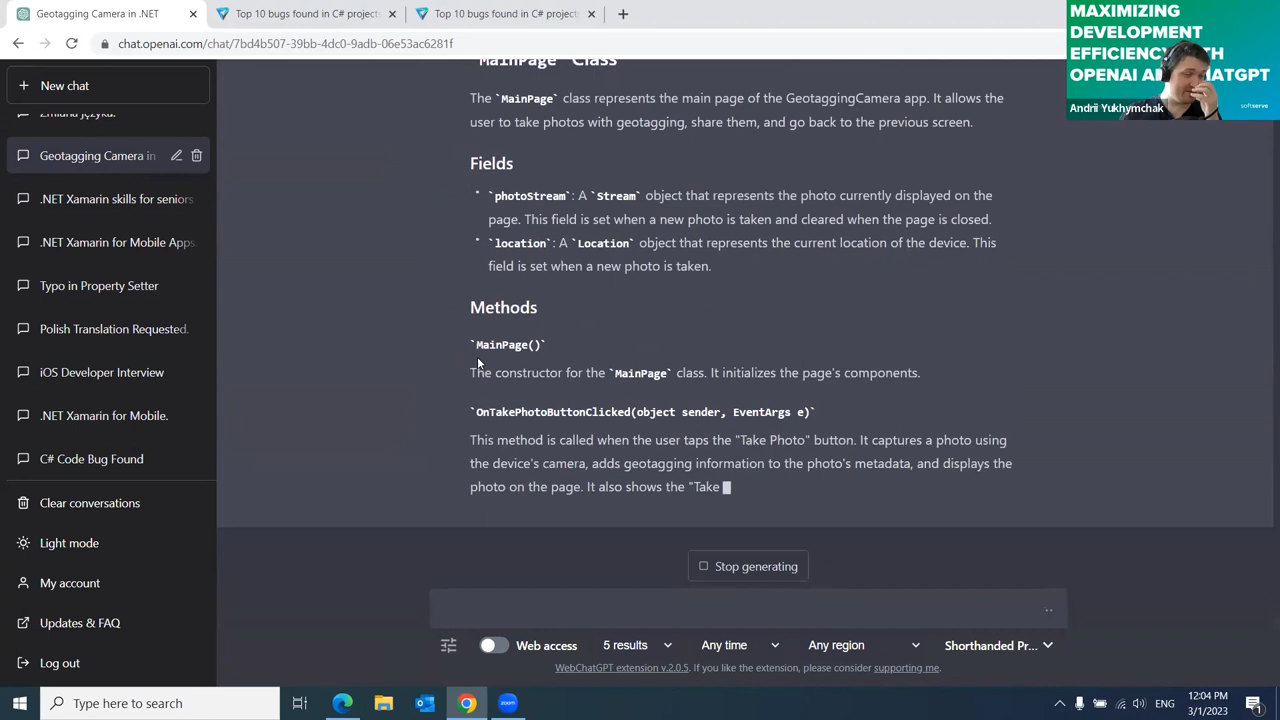 Geotagging Camera in .NET
Top 10 bugs found in C# projects
Top 10 bugs found in C# projects
chat.openai.com/chat/7bd4b507-39bb-4dc0-9adb-06e53ac6281f
MAXIMIZING
DEVELOPMENT
EFFICIENCY WITH
OPENAI AND CHATGPT
Andrii Yukhymchak
softserve
New chat
zmiana języka.
Geotagging Camera in
.NET Xamarin skills for seniors
.NET Xamarin for Mobile Apps.
Typo in Property Setter
Polish Translation Requested.
iOS Developer Interview
.NET Xamarin for Mobile.
C# Code Bug Found
Clear conversations
Light mode
My account
Updates & FAQ
Log out
`MainPage` Class
The `MainPage` class represents the main page of the GeotaggingCamera app. It allows the
user to take photos with geotagging, share them, and go back to the previous screen.
Fields
• `photoStream`: A `Stream` object that represents the photo currently displayed on the
page. This field is set when a new photo is taken and cleared when the page is closed.
• `location`: A `Location` object that represents the current location of the device. This
field is set when a new photo is taken.
Methods
`MainPage()`
The constructor for the `MainPage` class. It initializes the page's components.
`OnTakePhotoButtonClicked(object sender, EventArgs e)`
This method is called when the user taps the "Take Photo" button. It captures a photo using
the device's camera, adds geotagging information to the photo's metadata, and displays the
photo on the page. It also shows the "Take
Stop generating
Web access 5 results Any time Any region Shorthanded Pr...
WebChatGPT extension v.2.0.5. If you like the extension, please consider supporting me.
Type here to search
zoom
ENG
12:04 PM
3/1/2023
1